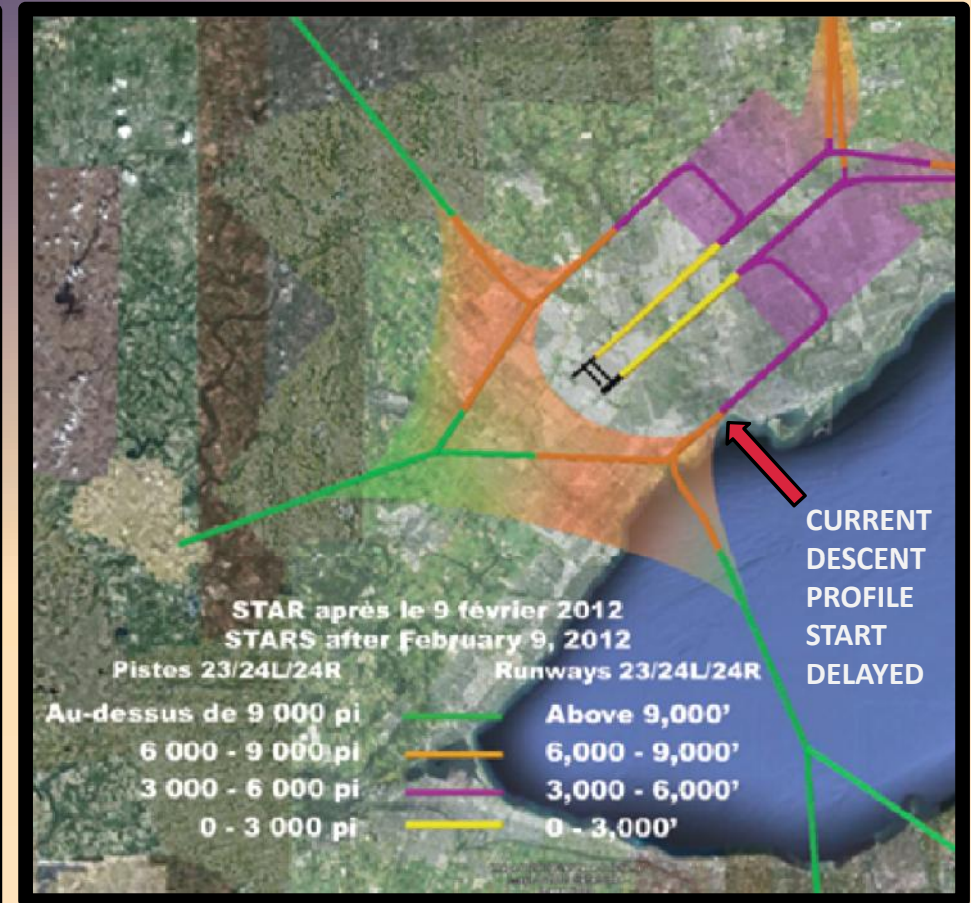 CURRENT
DESCENT
PROFILE
START
DELAYED
STAR après le 9 février 2012
STARS after February 9, 2012
Pistes 23/24L/24R Runways 23/24L/24R
Au-dessus de 9 000 pi Above 9,000’
6 000 - 9 000 pi 6,000 - 9,000’
3 000 - 6 000 pi 3,000 - 6,000’
0 - 3 000 pi 0 - 3,000’